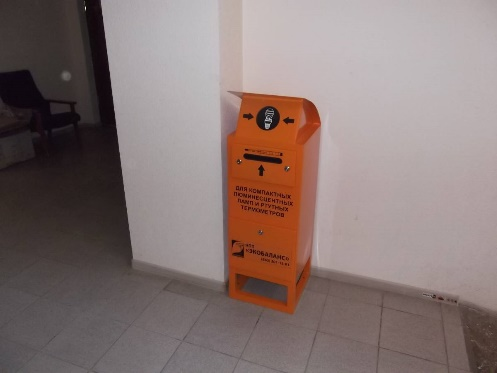 ДЛЯ КОМПАКТНЫХ
ЛЮМИНЕСЦЕНТНЫХ
ЛАМП И РТУТНЫХ
ТЕРМОМЕТРОВ
«ЭКОБАЛАНС»